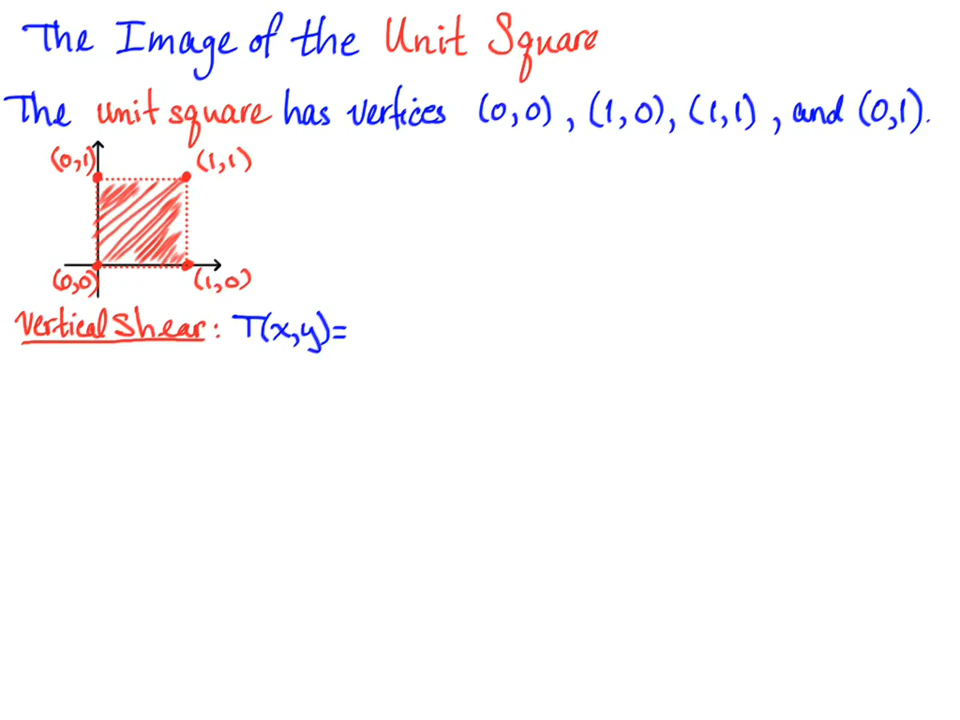 The Image of the Unit Square
The unit square has vertices (0,0), (1,0), (1,1), and (0,1).
(0,1) (1,1)
(0,0) (1,0)
Vertical Shear: T(x,y)=